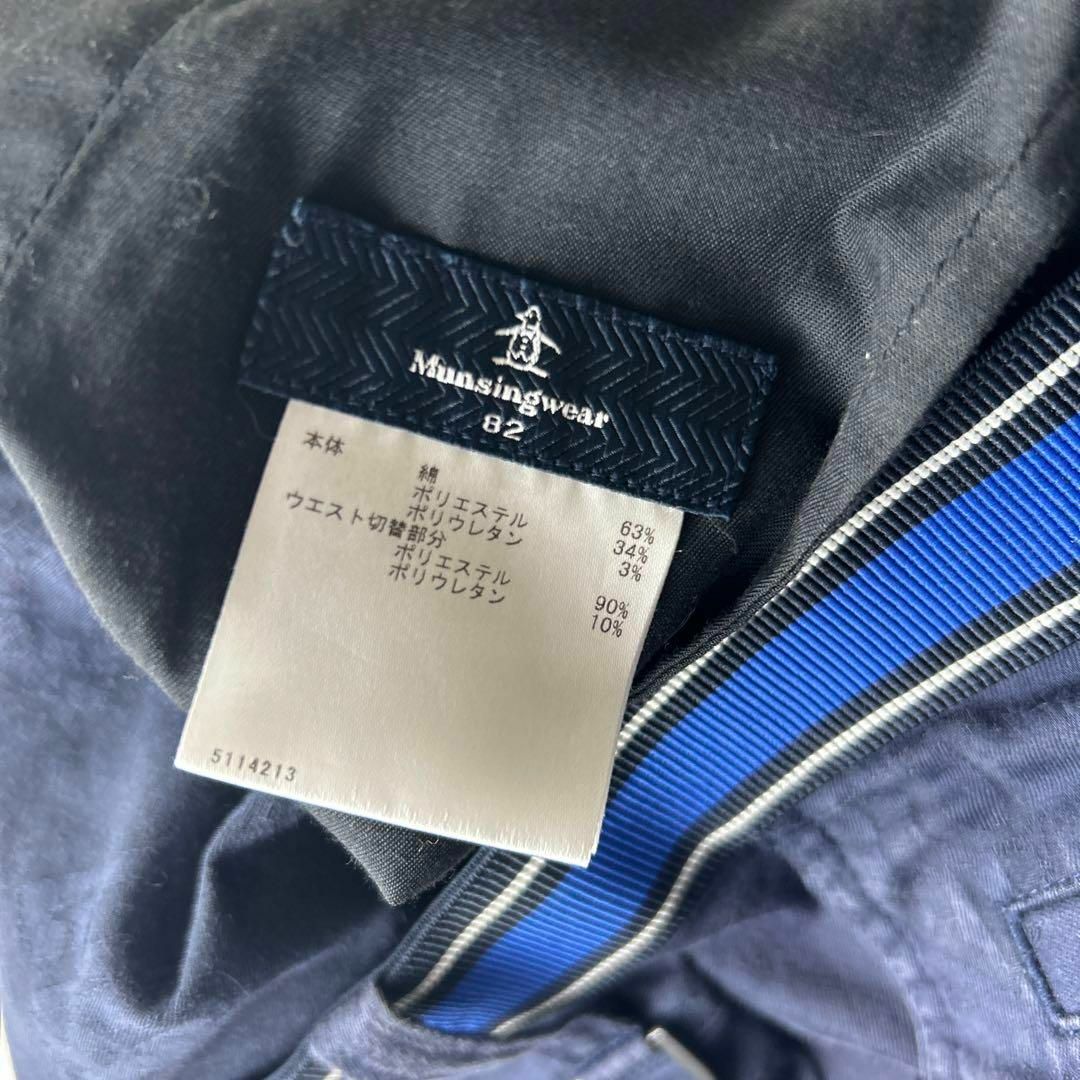 Munsingwear
82
本体
綿 63%
ポリエステル 34%
ポリウレタン 3%
ウエスト切替部分
ポリエステル 90%
ポリウレタン 10%
5114213